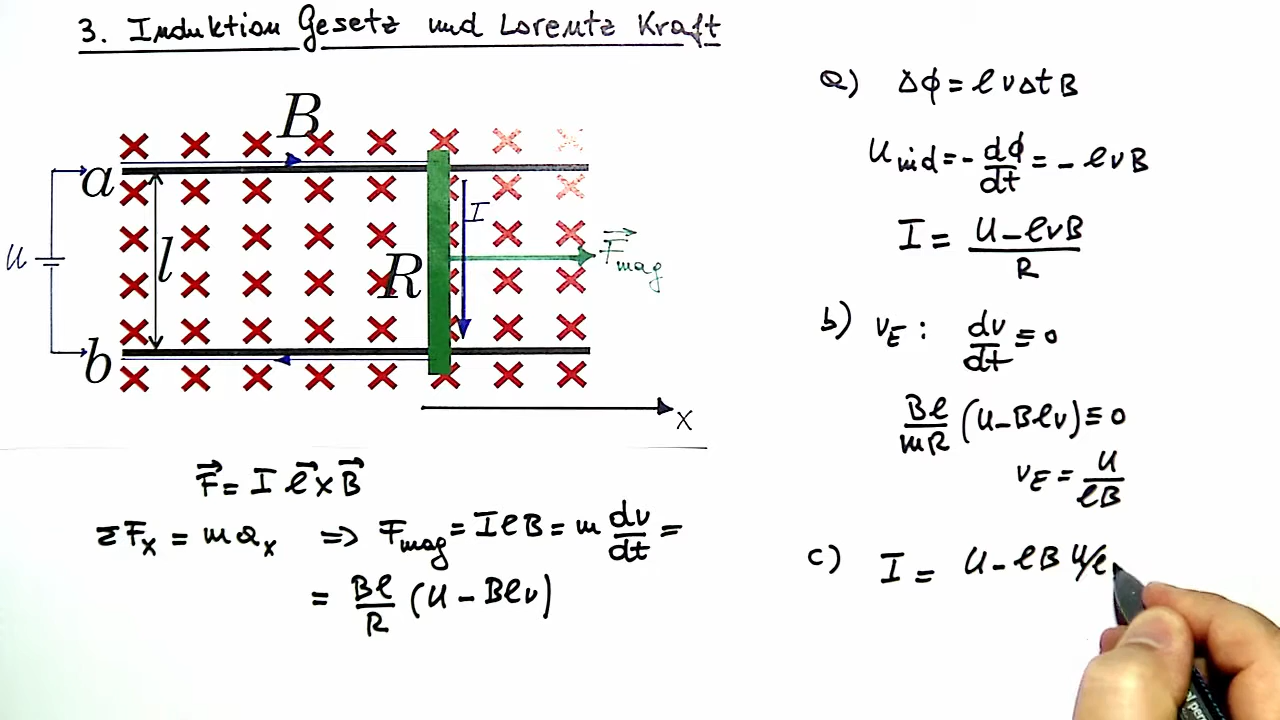 3. Induktion Gesetz und Lorentz Kraft
B
a
U
l
I
R
F⃗mag
b
x
F⃗ = I l⃗ × B⃗
ΣFx = m ax => Fmag = I l B = m dv/dt =
= Bl/R (U - Blv)
a) Δϕ = l v Δt B
Uind = - dϕ/dt = - l v B
I = (U - lvB)/R
b) vE : dv/dt ≡ 0
Bl/mR (U - Blv) ≡ 0
vE = U/lB
c) I = U - lB U/l